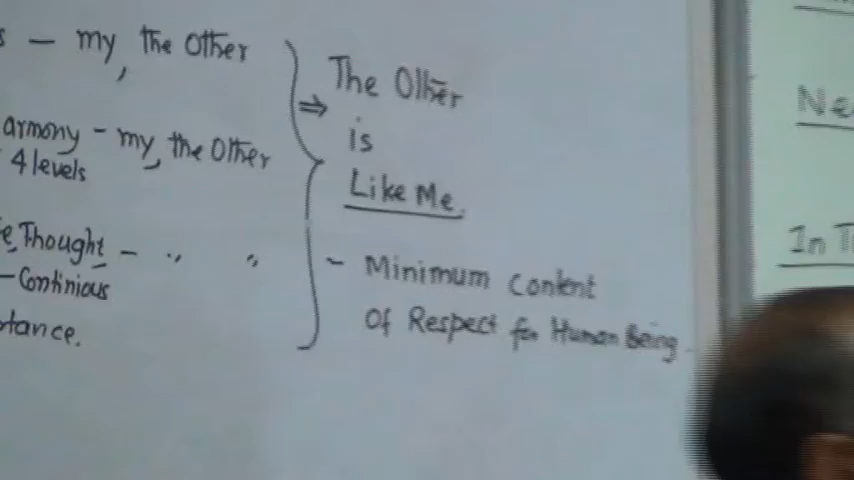 s – my, the Other
armony – my, the Other
4 levels
e, Thought – " "
– Continious
tance.
⇒ The Other
is
Like Me.
– Minimum Content
Of Respect for Human Being.
Ne
In T